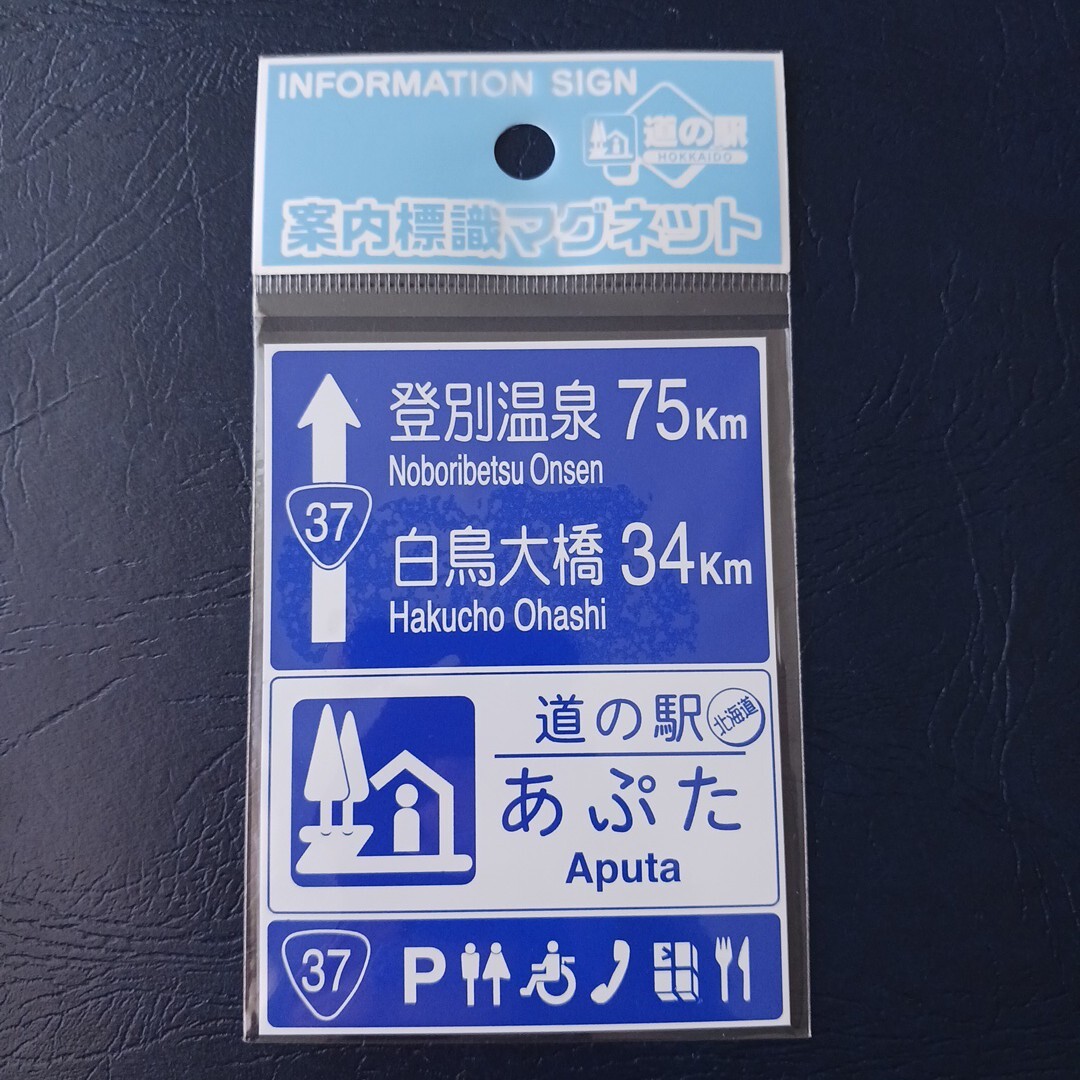 INFORMATION SIGN
道の駅
HOKKAIDO
案内標識マグネット
登別温泉 75Km
Noboribetsu Onsen
37
白鳥大橋 34Km
Hakucho Ohashi
道の駅 北海道
あぷた
Aputa
37 P